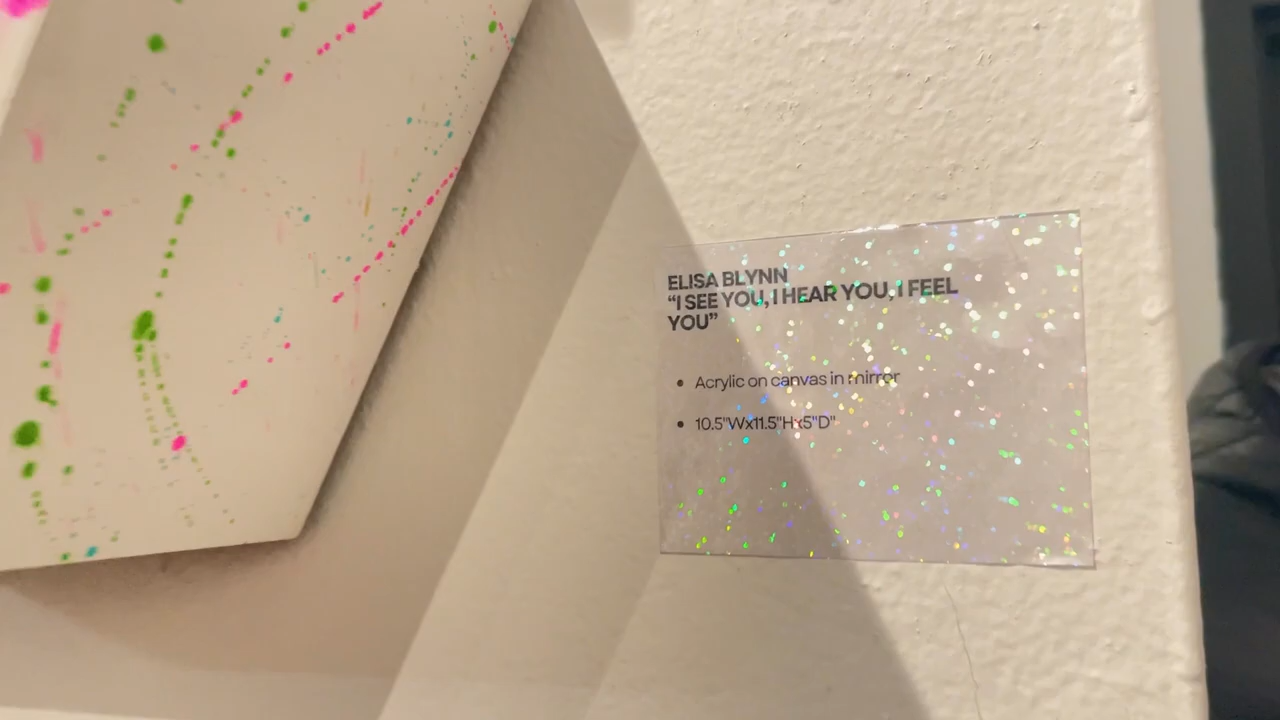 ELISA BLYNN
“I SEE YOU, I HEAR YOU, I FEEL
YOU”
• Acrylic on canvas in mirror
• 10.5"Wx11.5"Hx5"D"